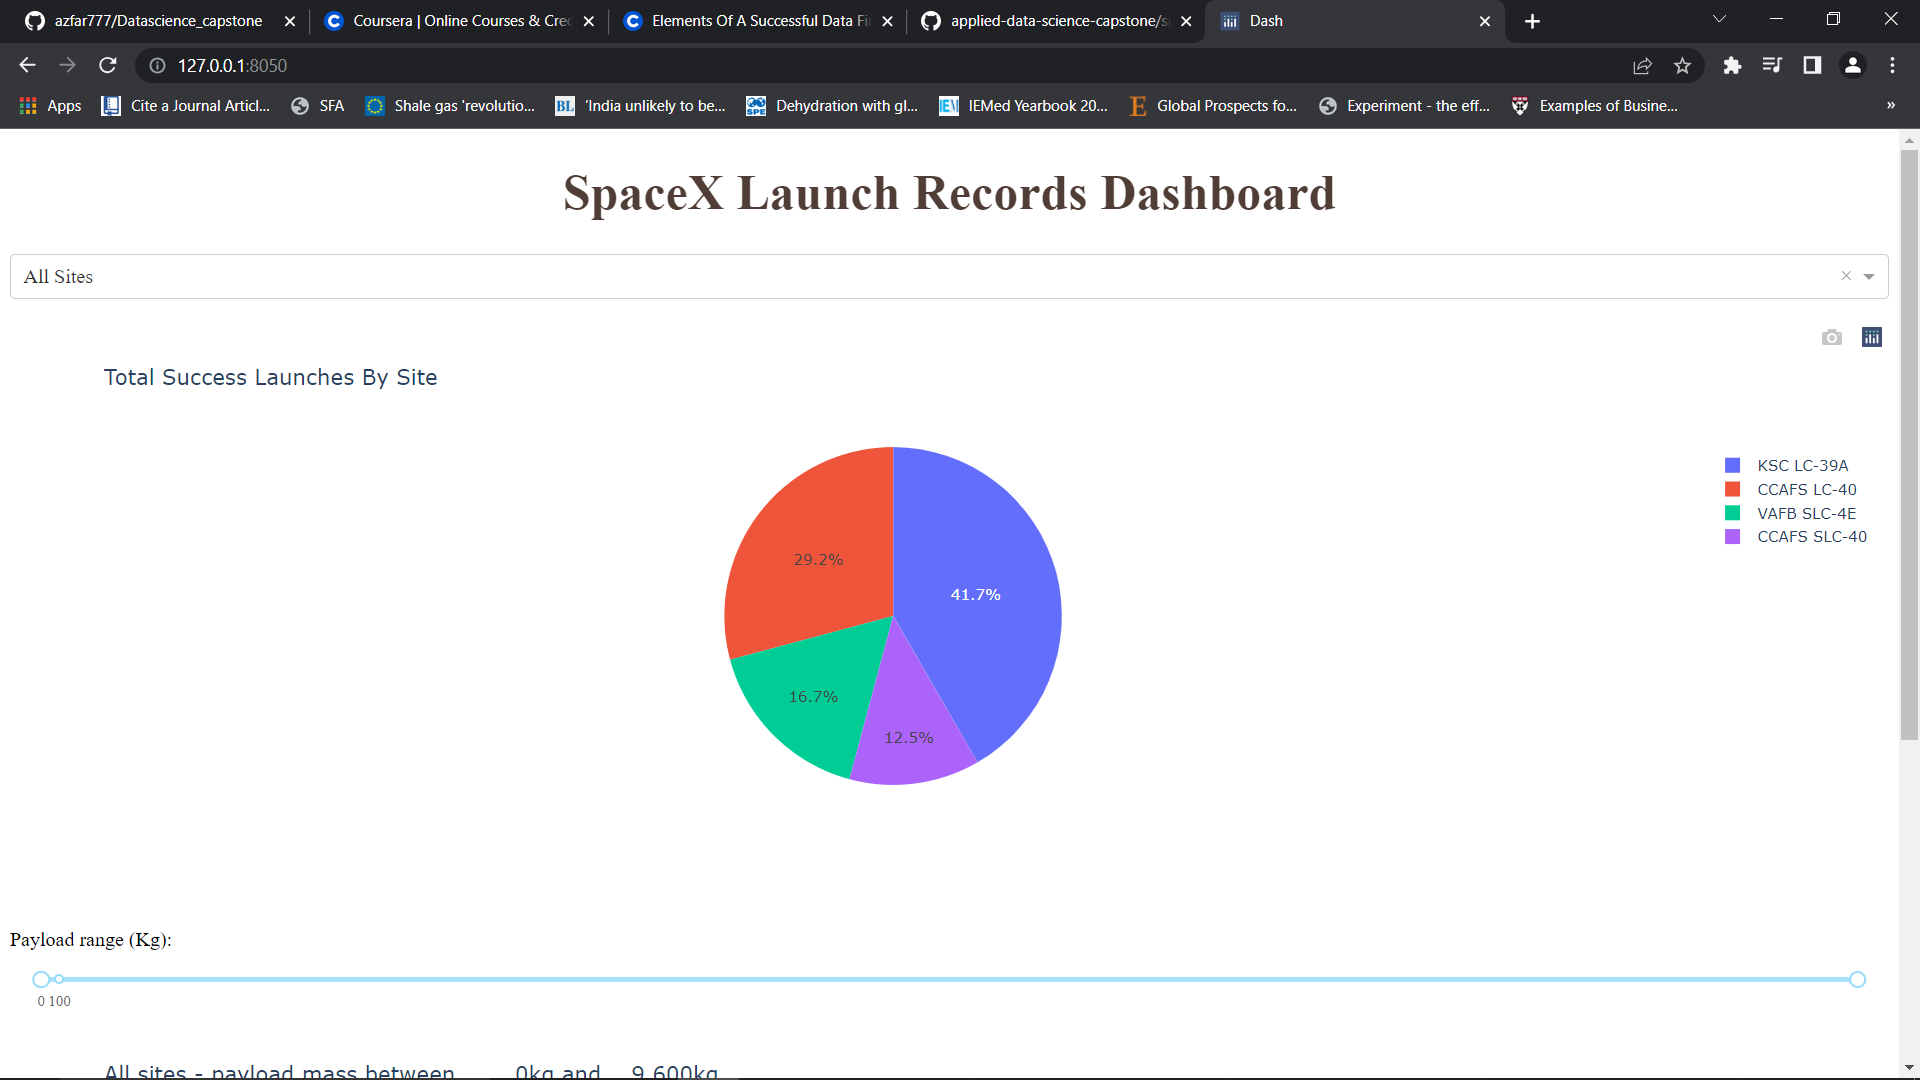 azfar777/Datascience_capstone
Coursera | Online Courses & Cre
Elements Of A Successful Data Fi
applied-data-science-capstone/s
Dash
127.0.0.1:8050
Apps
Cite a Journal Articl...
SFA
Shale gas 'revolutio...
BL
'India unlikely to be...
SPE
Dehydration with gl...
IEMed Yearbook 20...
E
Global Prospects fo...
Experiment - the eff...
Examples of Busine...
»
SpaceX Launch Records Dashboard
All Sites
Total Success Launches By Site
KSC LC-39A
CCAFS LC-40
VAFB SLC-4E
CCAFS SLC-40
29.2%
41.7%
16.7%
12.5%
Payload range (Kg):
0 100
All sites - payload mass between 0kg and 9,600kg